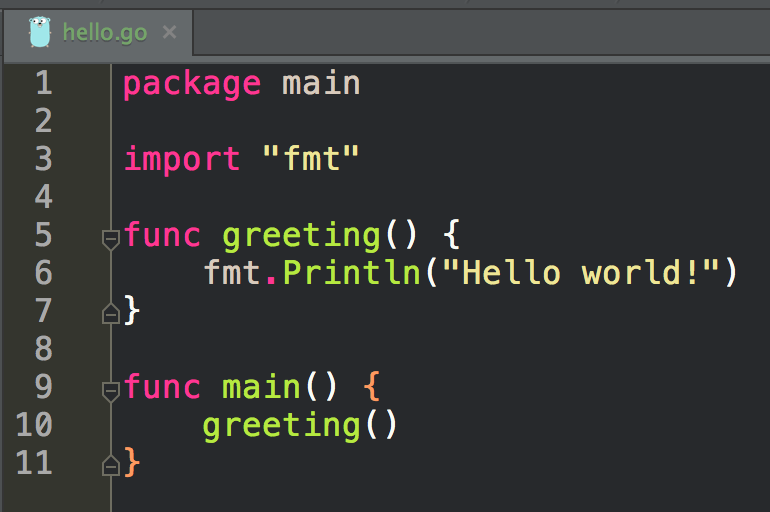 hello.go
1 package main
2
3 import "fmt"
4
5 func greeting() {
6     fmt.Println("Hello world!")
7 }
8
9 func main() {
10     greeting()
11 }